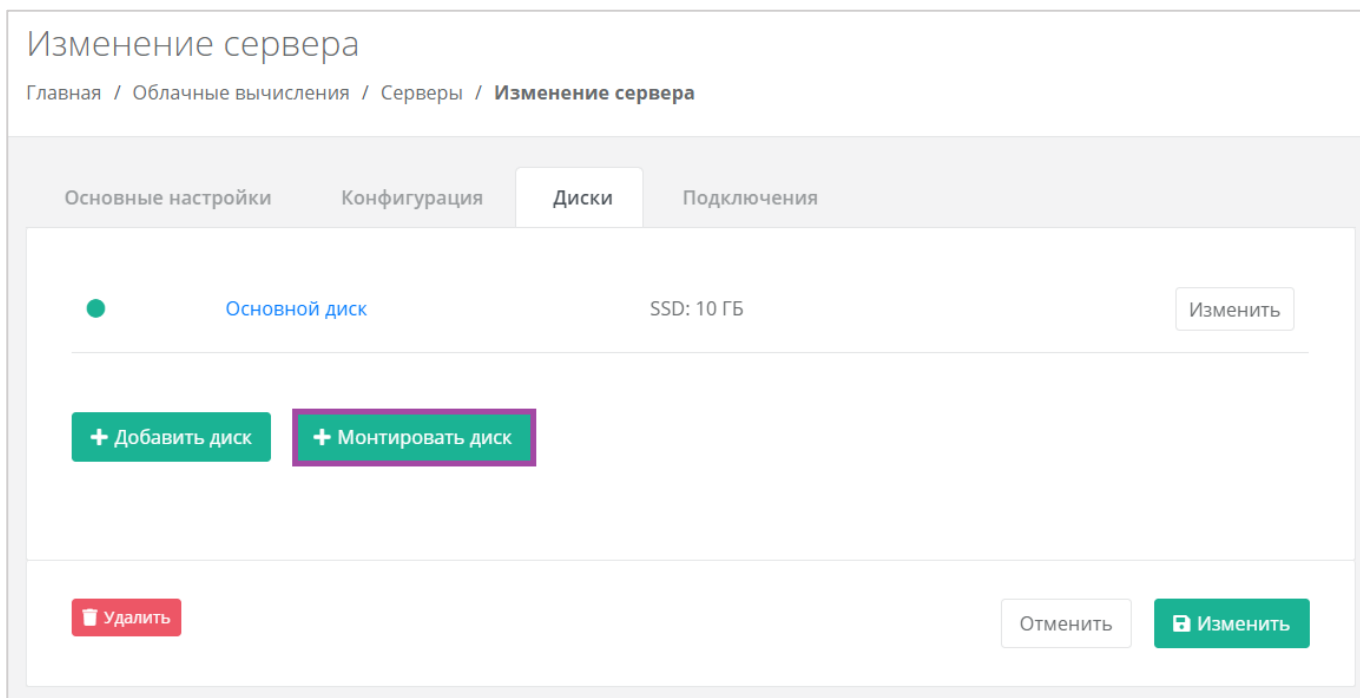 Изменение сервера
Главная / Облачные вычисления / Серверы / Изменение сервера
Основные настройки Конфигурация Диски Подключения
Основной диск SSD: 10 ГБ Изменить
+ Добавить диск + Монтировать диск
Удалить Отменить Изменить